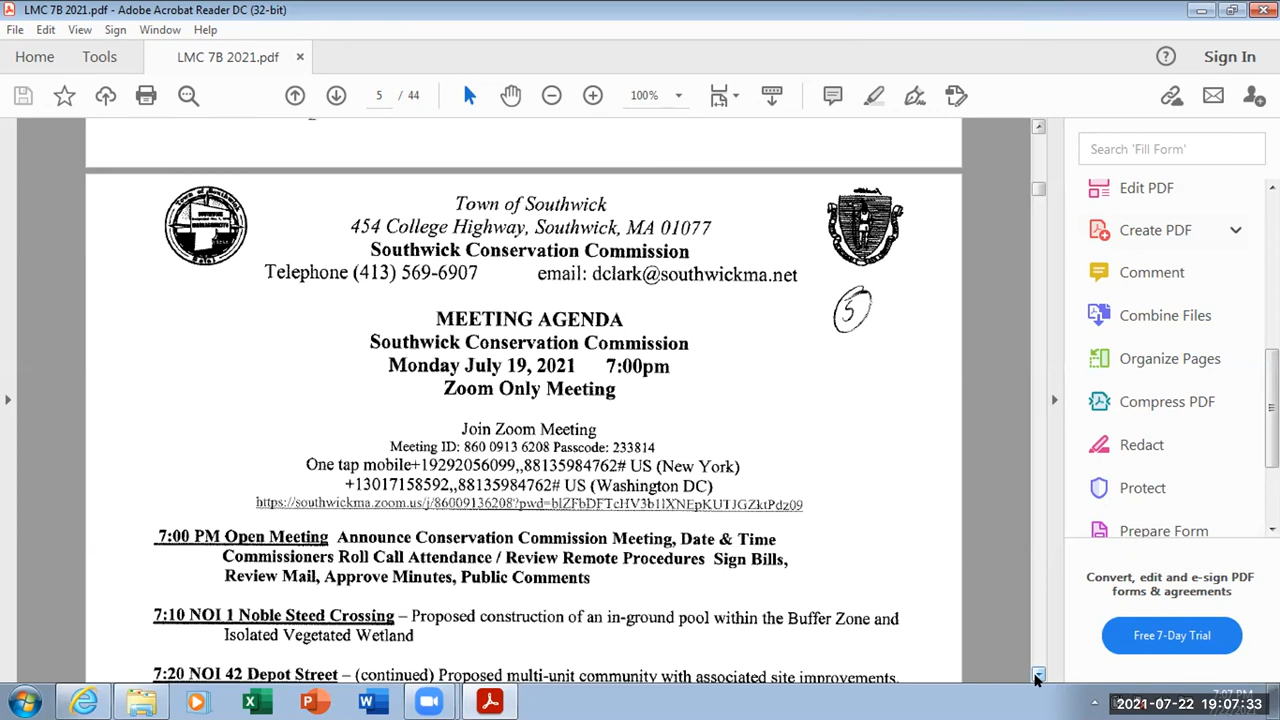 LMC 7B 2021.pdf - Adobe Acrobat Reader DC (32-bit)
File Edit View Sign Window Help
Home Tools LMC 7B 2021.pdf × Sign In
5 / 44 100%
Town of Southwick
454 College Highway, Southwick, MA 01077
Southwick Conservation Commission
Telephone (413) 569-6907 email: dclark@southwickma.net
5
MEETING AGENDA
Southwick Conservation Commission
Monday July 19, 2021 7:00pm
Zoom Only Meeting
Join Zoom Meeting
Meeting ID: 860 0913 6208 Passcode: 233814
One tap mobile+19292056099,,88135984762# US (New York)
+13017158592,,88135984762# US (Washington DC)
https://southwickma.zoom.us/j/86009136208?pwd=blZFbDFTcHV3b1lXNEpKUTJGZktPdz09
7:00 PM Open Meeting Announce Conservation Commission Meeting, Date & Time
Commissioners Roll Call Attendance / Review Remote Procedures Sign Bills,
Review Mail, Approve Minutes, Public Comments
7:10 NOI 1 Noble Steed Crossing – Proposed construction of an in-ground pool within the Buffer Zone and
Isolated Vegetated Wetland
7:20 NOI 42 Depot Street – (continued) Proposed multi-unit community with associated site improvements.
Search 'Fill Form'
Edit PDF
Create PDF
Comment
Combine Files
Organize Pages
Compress PDF
Redact
Protect
Prepare Form
Convert, edit and e-sign PDF
forms & agreements
Free 7-Day Trial
2021-07-22 19:07:33